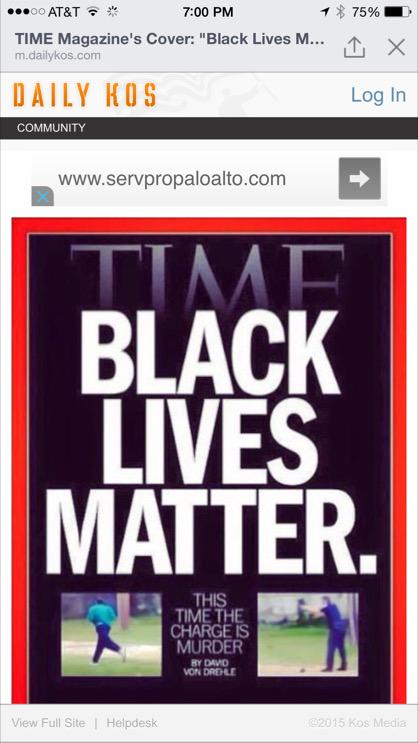 AT&T 7:00 PM 75%
TIME Magazine's Cover: "Black Lives M...
m.dailykos.com
DAILY KOS Log In
COMMUNITY
www.servpropaloalto.com
TIME
BLACK
LIVES
MATTER.
THIS
TIME THE
CHARGE IS
MURDER
BY DAVID
VON DREHLE
View Full Site | Helpdesk ©2015 Kos Media